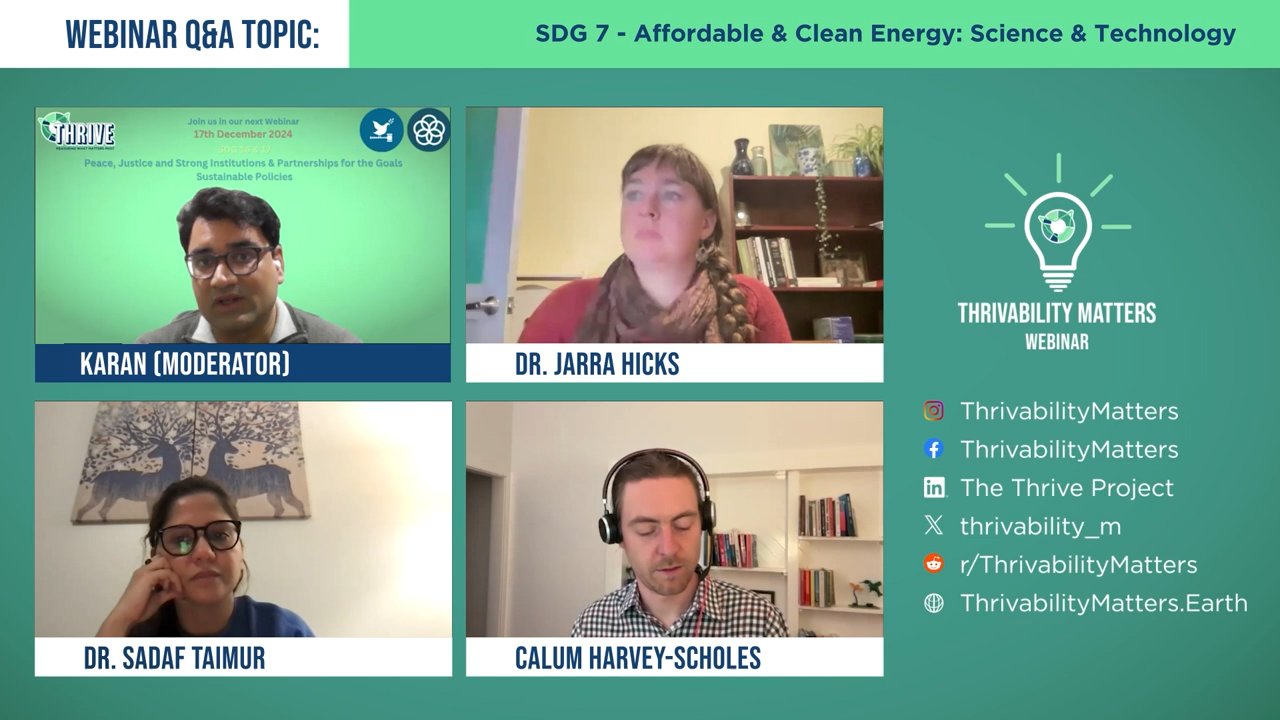 WEBINAR Q&A TOPIC:
SDG 7 - Affordable & Clean Energy: Science & Technology
THRIVE
Join us in our next Webinar
17th December 2024
Peace, Justice and Strong Institutions & Partnerships for the Goals
Sustainable Policies
KARAN (MODERATOR)
DR. JARRA HICKS
DR. SADAF TAIMUR
CALUM HARVEY-SCHOLES
THRIVABILITY MATTERS
WEBINAR
ThrivabilityMatters
ThrivabilityMatters
The Thrive Project
thrivability_m
r/ThrivabilityMatters
ThrivabilityMatters.Earth